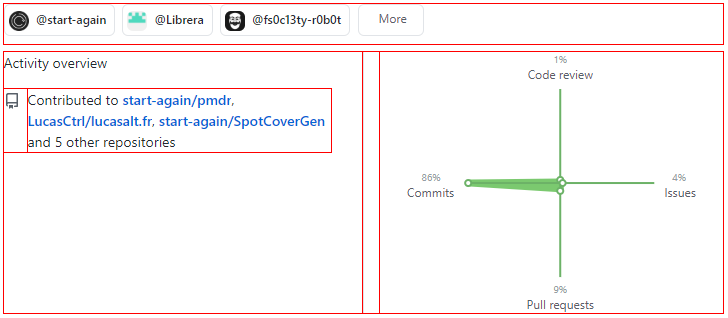 @start-again @Librera @fs0c13ty-r0b0t More
Activity overview
Contributed to start-again/pmdr,
LucasCtrl/lucasalt.fr, start-again/SpotCoverGen
and 5 other repositories
1%
Code review
86%
Commits
4%
Issues
9%
Pull requests